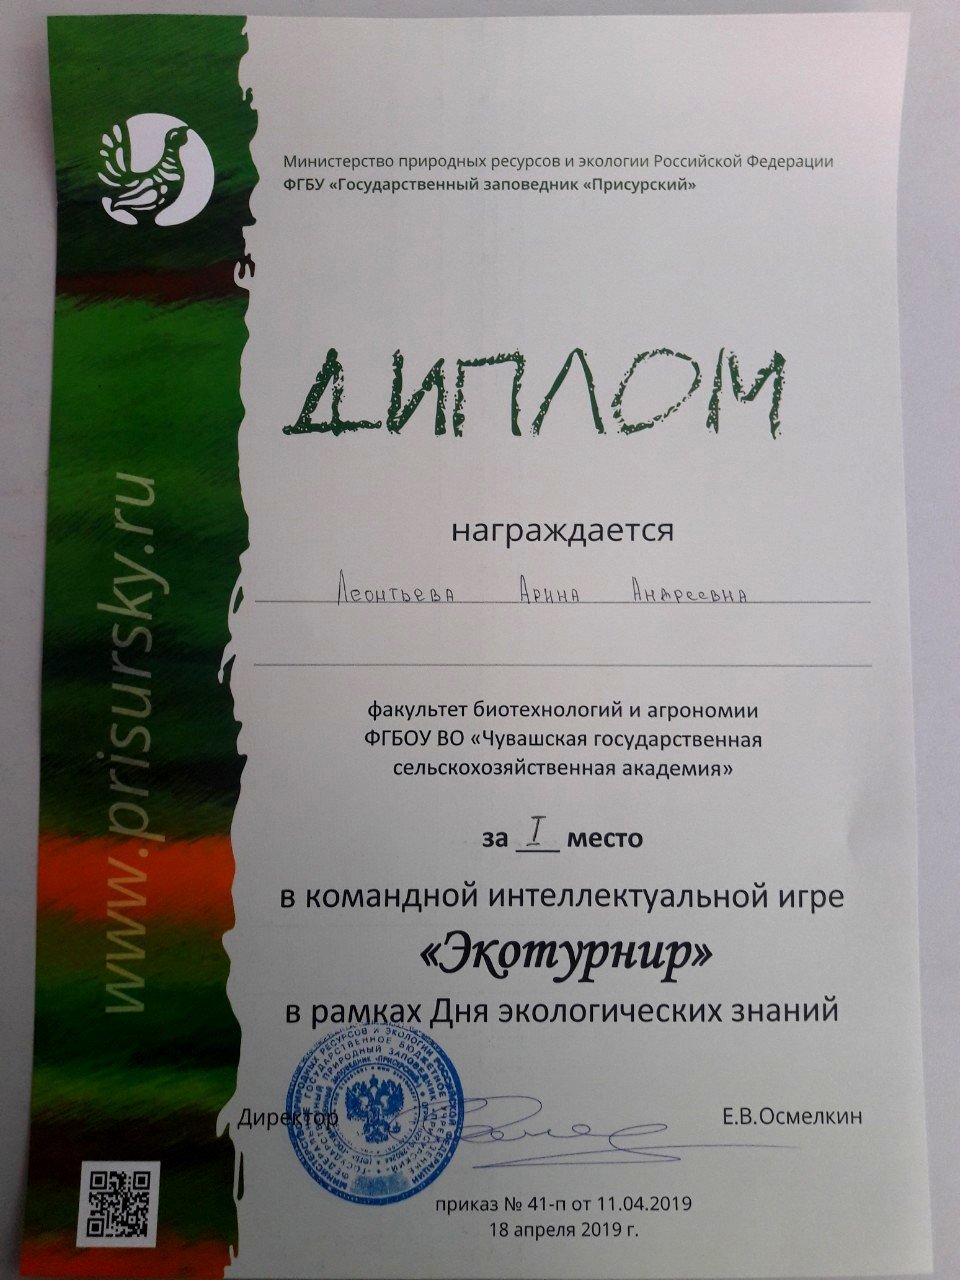 Министерство природных ресурсов и экологии Российской Федерации
ФГБУ «Государственный заповедник «Присурский»
ДИПЛОМ
награждается
Леонтьева Арина Андреевна
факультет биотехнологий и агрономии
ФГБОУ ВО «Чувашская государственная
сельскохозяйственная академия»
за I место
в командной интеллектуальной игре
«Экотурнир»
в рамках Дня экологических знаний
Директор
Е.В.Осмелкин
приказ № 41-п от 11.04.2019
18 апреля 2019 г.
www.prisursky.ru